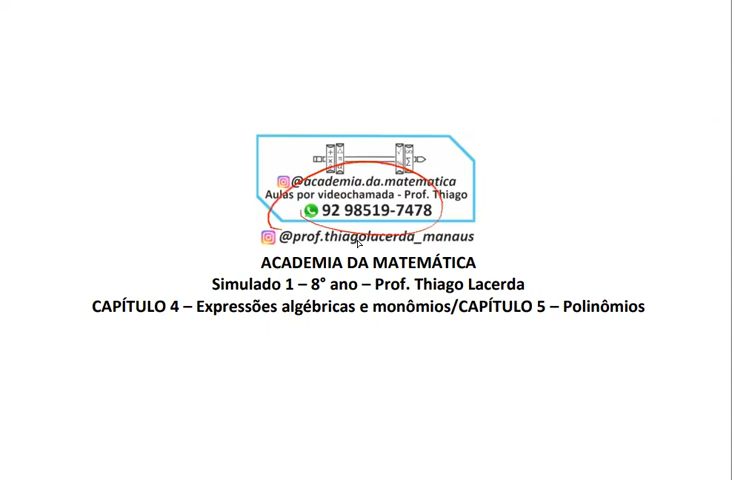 @academia.da.matematica
Aulas por videochamada - Prof. Thiago
92 98519-7478
@prof.thiagolacerda_manaus
ACADEMIA DA MATEMÁTICA
Simulado 1 – 8° ano – Prof. Thiago Lacerda
CAPÍTULO 4 – Expressões algébricas e monômios/CAPÍTULO 5 – Polinômios